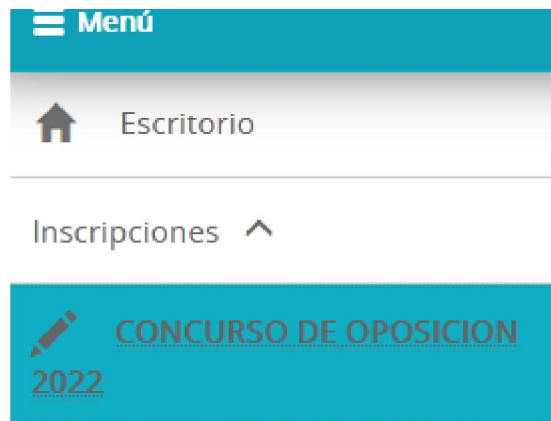 Menú
Escritorio
Inscripciones
CONCURSO DE OPOSICION
2022